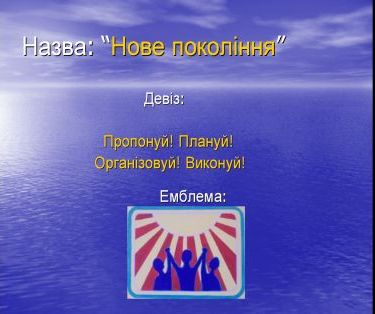 Назва: "Нове покоління"
Девіз:
Пропонуй! Плануй!
Організовуй! Виконуй!
Емблема: